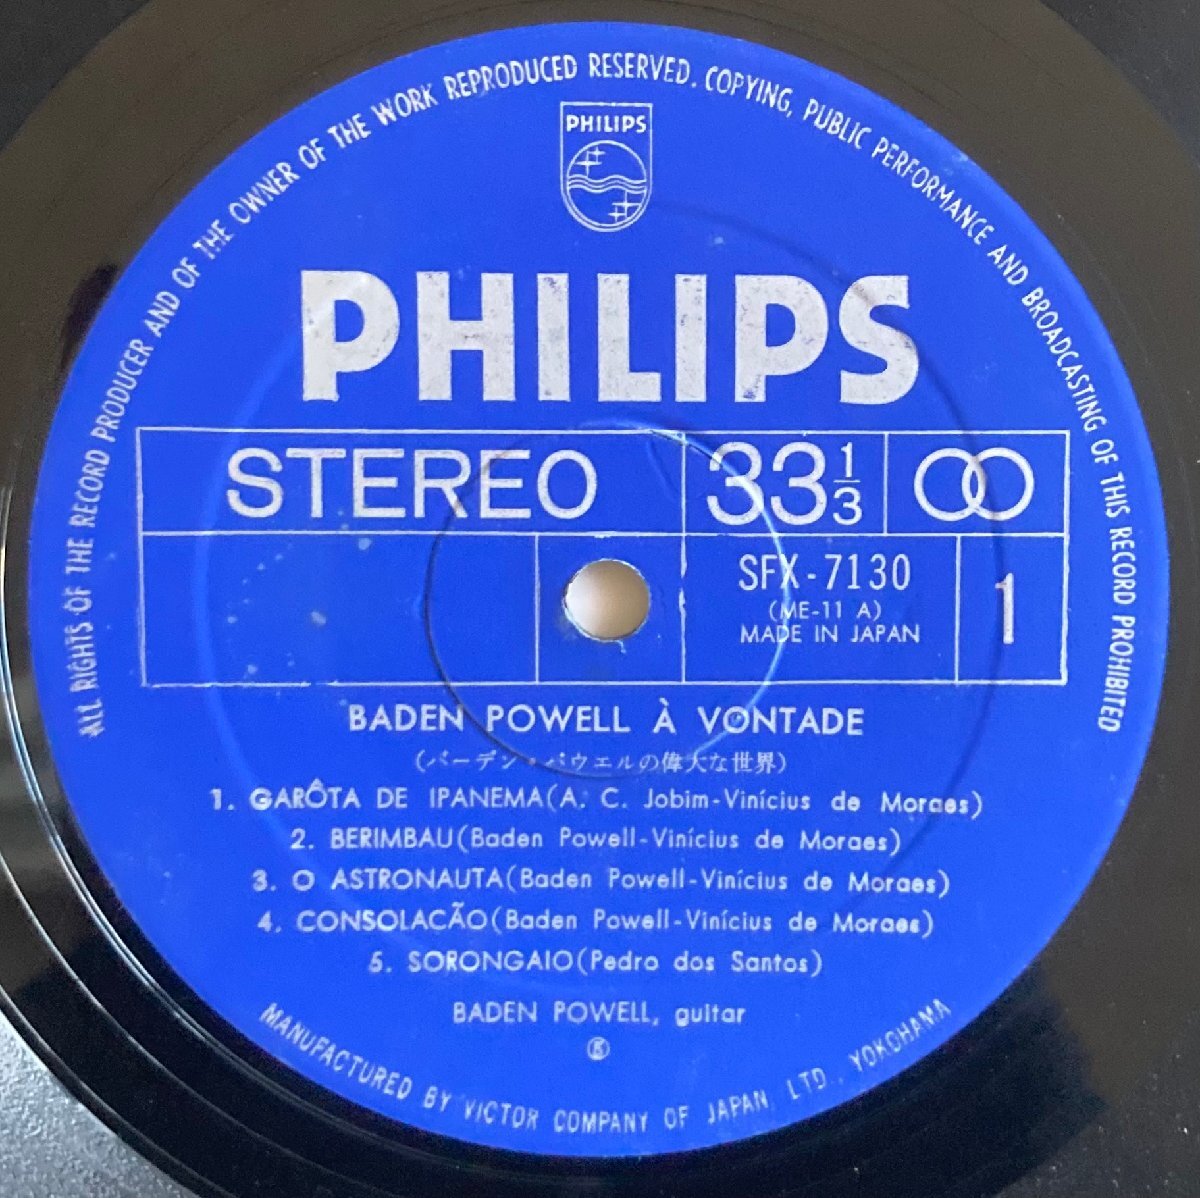 ALL RIGHTS OF THE RECORD PRODUCER AND OF THE OWNER OF THE WORK REPRODUCED RESERVED. COPYING, PUBLIC PERFORMANCE AND BROADCASTING OF THIS RECORD PROHIBITED
PHILIPS
PHILIPS
STEREO
33 1/3
SFX-7130
(ME-11 A)
MADE IN JAPAN
1
BADEN POWELL À VONTADE
(バーデン・パウエルの偉大な世界)
1. GARÔTA DE IPANEMA(A. C. Jobim-Vinícius de Moraes)
2. BERIMBAU(Baden Powell-Vinícius de Moraes)
3. O ASTRONAUTA(Baden Powell-Vinícius de Moraes)
4. CONSOLACÃO(Baden Powell-Vinícius de Moraes)
5. SORONGAIO(Pedro dos Santos)
BADEN POWELL, guitar
MANUFACTURED BY VICTOR COMPANY OF JAPAN, LTD., YOKOHAMA